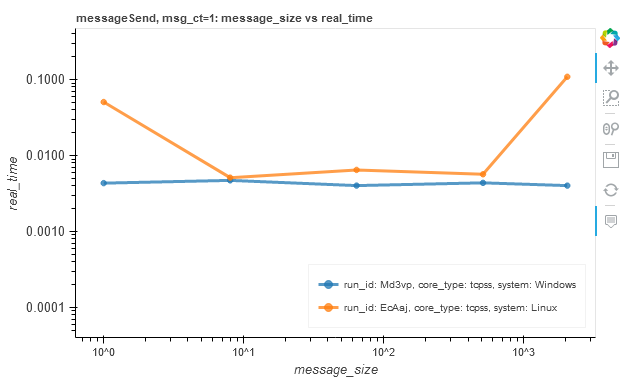 messageSend, msg_ct=1: message_size vs real_time
real_time
0.1000
0.0100
0.0010
0.0001
run_id: Md3vp, core_type: tcpss, system: Windows
run_id: EcAaj, core_type: tcpss, system: Linux
10^0 10^1 10^2 10^3
message_size